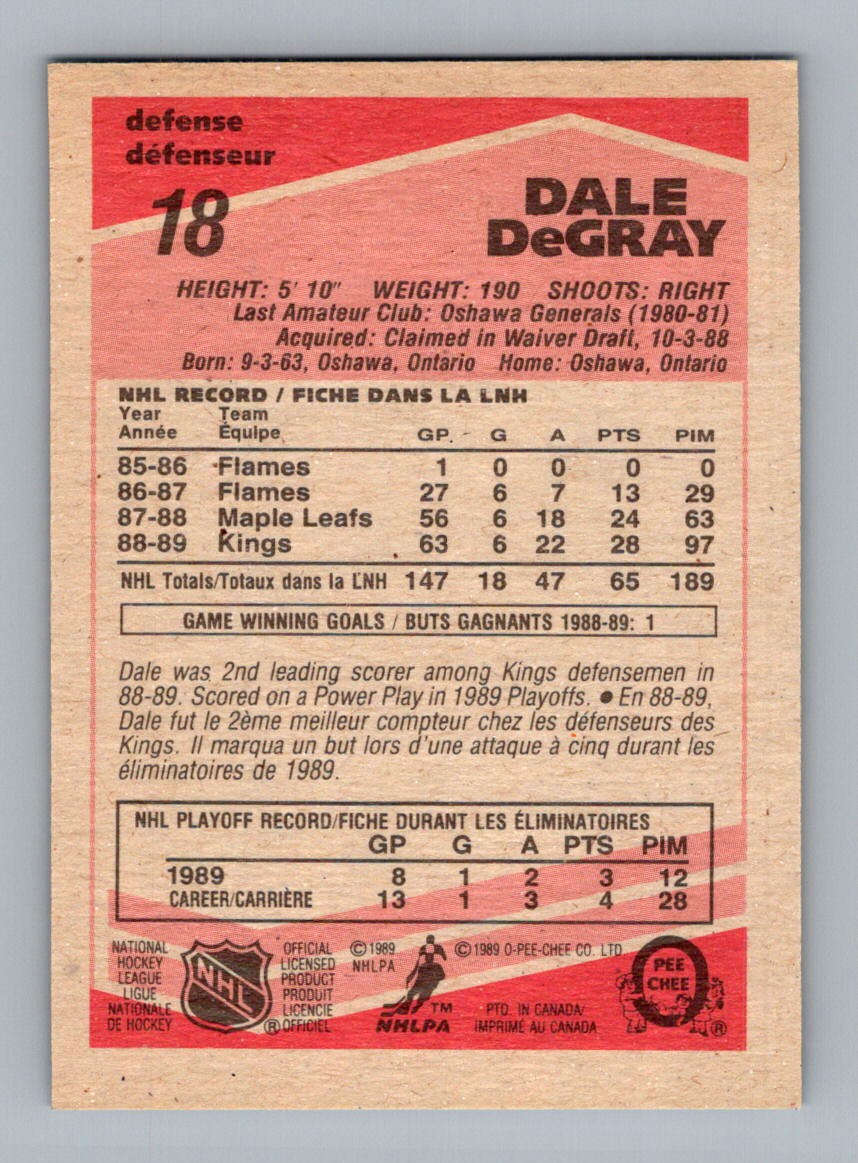 defense
défenseur
18
DALE
DeGRAY
HEIGHT: 5' 10" WEIGHT: 190 SHOOTS: RIGHT
Last Amateur Club: Oshawa Generals (1980-81)
Acquired: Claimed in Waiver Draft, 10-3-88
Born: 9-3-63, Oshawa, Ontario Home: Oshawa, Ontario
NHL RECORD / FICHE DANS LA LNH
Year Team
Année Équipe GP. G A PTS PIM
85-86 Flames 1 0 0 0 0
86-87 Flames 27 6 7 13 29
87-88 Maple Leafs 56 6 18 24 63
88-89 Kings 63 6 22 28 97
NHL Totals/Totaux dans la LNH 147 18 47 65 189
GAME WINNING GOALS / BUTS GAGNANTS 1988-89: 1
Dale was 2nd leading scorer among Kings defensemen in
88-89. Scored on a Power Play in 1989 Playoffs. ● En 88-89,
Dale fut le 2ème meilleur compteur chez les défenseurs des
Kings. Il marqua un but lors d'une attaque à cinq durant les
éliminatoires de 1989.
NHL PLAYOFF RECORD/FICHE DURANT LES ÉLIMINATOIRES
GP G A PTS PIM
1989 8 1 2 3 12
CAREER/CARRIÈRE 13 1 3 4 28
NATIONAL
HOCKEY
LEAGUE
LIGUE
NATIONALE
DE HOCKEY
NHL
®
OFFICIAL
LICENSED
PRODUCT
PRODUIT
LICENCIE
OFFICIEL
© 1989
NHLPA
TM
NHLPA
© 1989 O-PEE-CHEE CO. LTD
PTD. IN CANADA/
IMPRIMÉ AU CANADA
PEE
CHEE
®